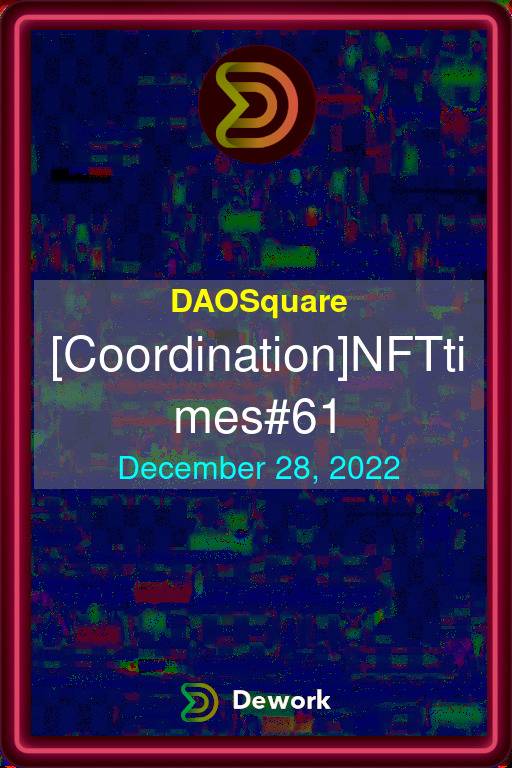 DAOSquare
[Coordination]NFTti
mes#61
December 28, 2022
Dework